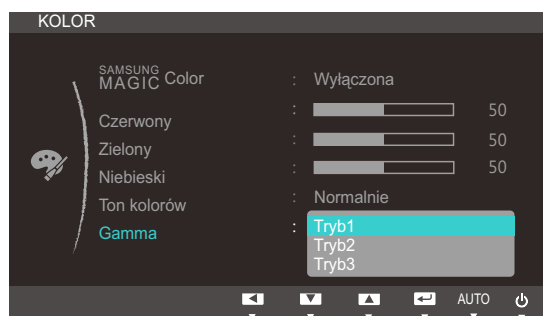 KOLOR
SAMSUNG MAGIC Color : Wyłączona
Czerwony : 50
Zielony : 50
Niebieski : 50
Ton kolorów : Normalnie
Gamma : Tryb1
Tryb2
Tryb3
AUTO